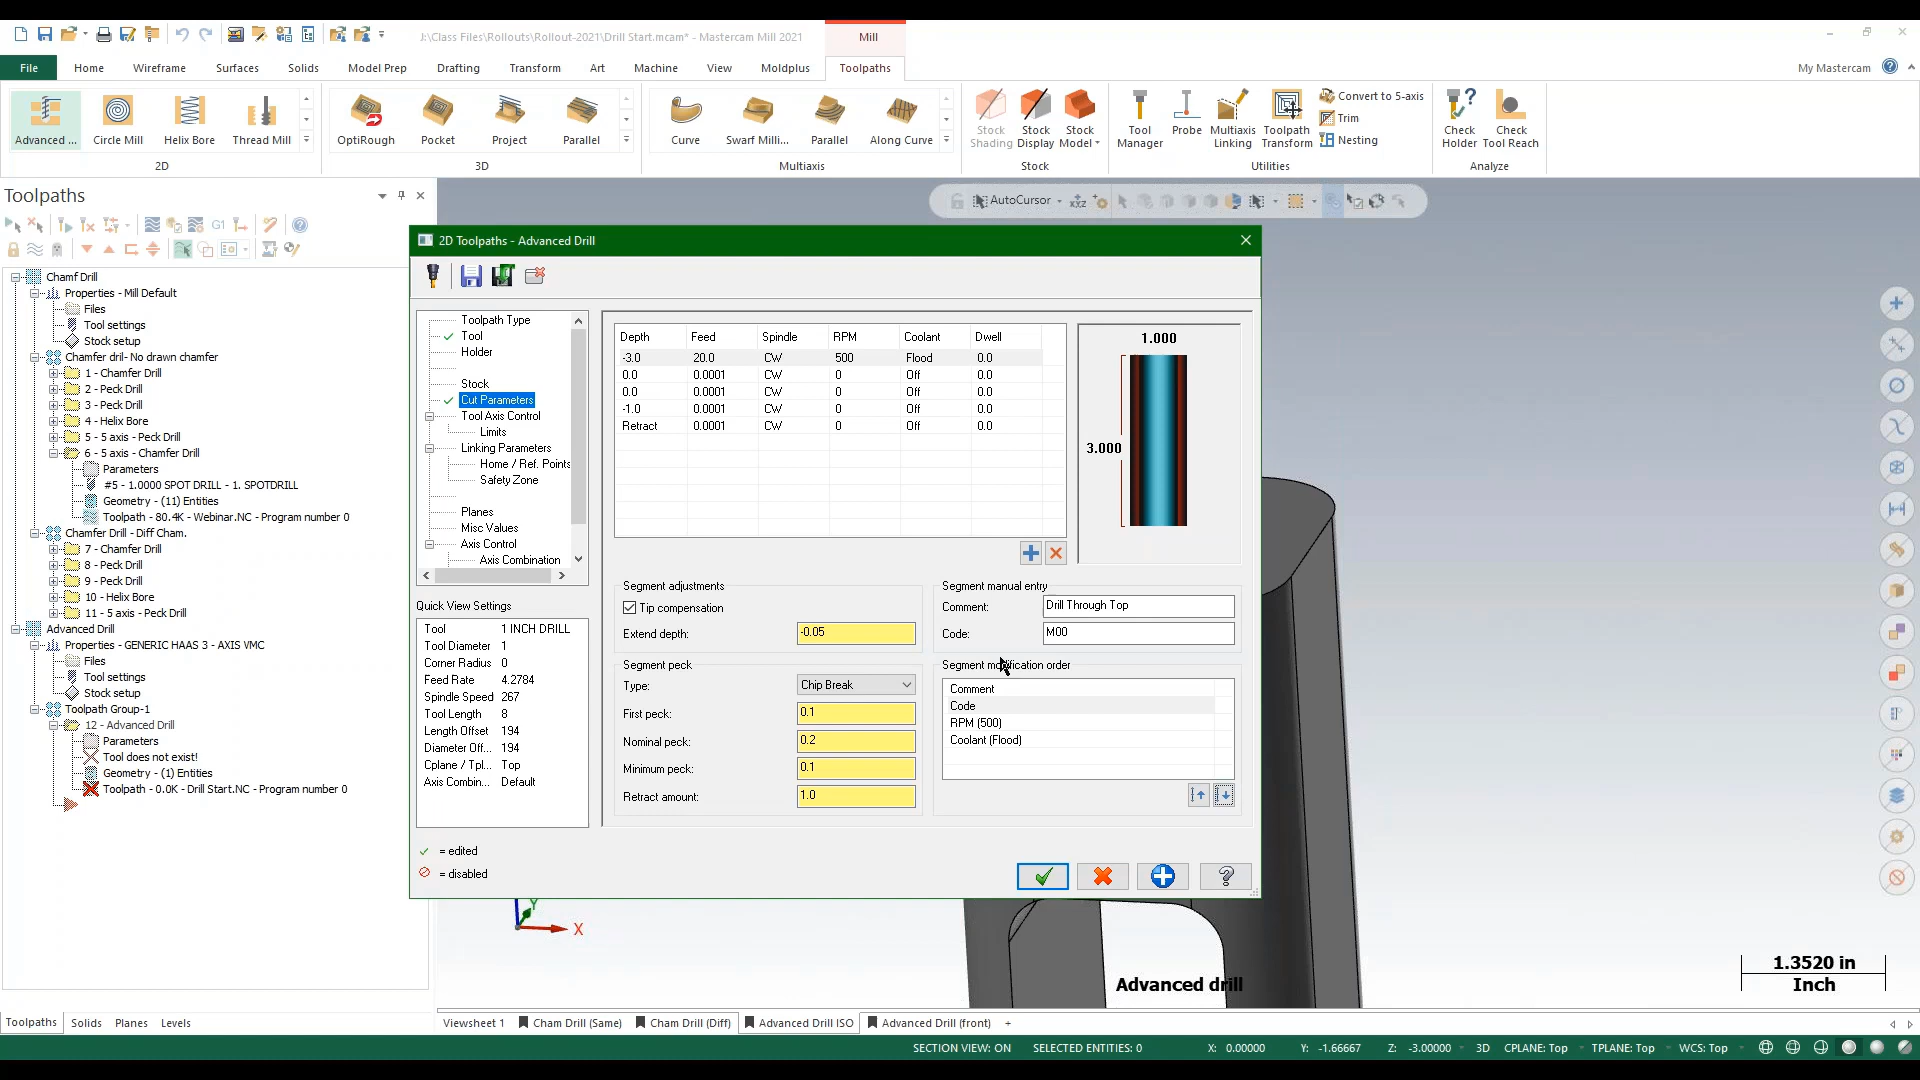 J:\Class Files\Rollouts\Rollout-2021\Drill Start.mcam* - Mastercam Mill 2021
Mill
File Home Wireframe Surfaces Solids Model Prep Drafting Transform Art Machine View Moldplus Toolpaths
My Mastercam
Advanced ... Circle Mill Helix Bore Thread Mill
OptiRough Pocket Project Parallel
Curve Swarf Milli... Parallel Along Curve
Stock Shading
Stock Display
Stock Model
Tool Manager
Probe
Multiaxis Linking
Toolpath Transform
Convert to 5-axis
Trim
Nesting
Check Holder
Check Tool Reach
2D 3D Multiaxis Stock Utilities Analyze
Toolpaths
AutoCursor
G1
Chamf Drill
Properties - Mill Default
Files
Tool settings
Stock setup
Chamfer dril- No drawn chamfer
1 - Chamfer Drill
2 - Peck Drill
3 - Peck Drill
4 - Helix Bore
5 - 5 axis - Peck Drill
6 - 5 axis - Chamfer Drill
Parameters
#5 - 1.0000 SPOT DRILL - 1. SPOTDRILL
Geometry - (11) Entities
Toolpath - 80.4K - Webinar.NC - Program number 0
Chamfer Drill - Diff Cham.
7 - Chamfer Drill
8 - Peck Drill
9 - Peck Drill
10 - Helix Bore
11 - 5 axis - Peck Drill
Advanced Drill
Properties - GENERIC HAAS 3 - AXIS VMC
Files
Tool settings
Stock setup
Toolpath Group-1
12 - Advanced Drill
Parameters
Tool does not exist!
Geometry - (1) Entities
Toolpath - 0.0K - Drill Start.NC - Program number 0
2D Toolpaths - Advanced Drill
Toolpath Type
Tool
Holder
Stock
Cut Parameters
Tool Axis Control
Limits
Linking Parameters
Home / Ref. Points
Safety Zone
Planes
Misc Values
Axis Control
Axis Combination
Quick View Settings
Tool 1 INCH DRILL
Tool Diameter 1
Corner Radius 0
Feed Rate 4.2784
Spindle Speed 267
Tool Length 8
Length Offset 194
Diameter Off... 194
Cplane / Tpl... Top
Axis Combin... Default
= edited
= disabled
Depth Feed Spindle RPM Coolant Dwell
-3.0 20.0 CW 500 Flood 0.0
0.0 0.0001 CW 0 Off 0.0
0.0 0.0001 CW 0 Off 0.0
-1.0 0.0001 CW 0 Off 0.0
Retract 0.0001 CW 0 Off 0.0
1.000
3.000
Segment adjustments
Tip compensation
Extend depth: -0.05
Segment peck
Type: Chip Break
First peck: 0.1
Nominal peck: 0.2
Minimum peck: 0.1
Retract amount: 1.0
Segment manual entry
Comment: Drill Through Top
Code: M00
Segment modification order
Comment
Code
RPM (500)
Coolant (Flood)
Y
X
Advanced drill
1.3520 in
Inch
Toolpaths Solids Planes Levels
Viewsheet 1 Cham Drill (Same) Cham Drill (Diff) Advanced Drill ISO Advanced Drill (front) +
SECTION VIEW: ON SELECTED ENTITIES: 0 X: 0.00000 Y: -1.66667 Z: -3.00000 3D CPLANE: Top TPLANE: Top WCS: Top